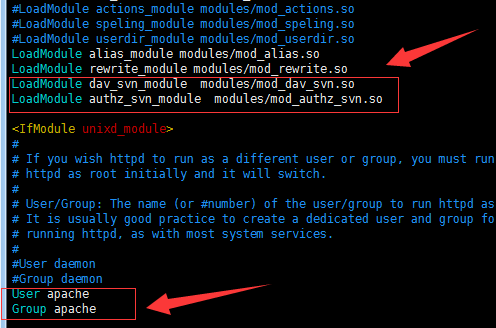 #LoadModule actions_module modules/mod_actions.so
#LoadModule speling_module modules/mod_speling.so
#LoadModule userdir_module modules/mod_userdir.so
LoadModule alias_module modules/mod_alias.so
LoadModule rewrite_module modules/mod_rewrite.so
LoadModule dav_svn_module  modules/mod_dav_svn.so
LoadModule authz_svn_module  modules/mod_authz_svn.so
<IfModule unixd_module>
#
# If you wish httpd to run as a different user or group, you must run
# httpd as root initially and it will switch.
#
# User/Group: The name (or #number) of the user/group to run httpd as
# It is usually good practice to create a dedicated user and group fo
# running httpd, as with most system services.
#
#User daemon
#Group daemon
User apache
Group apache